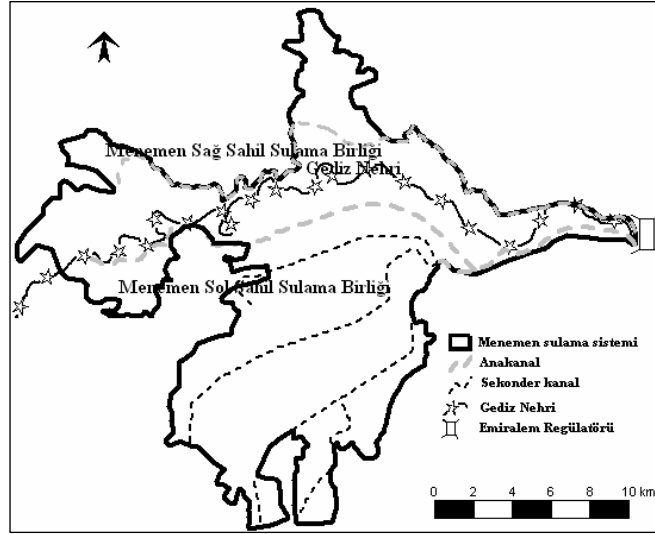 Menemen Sağ Sahil Sulama Birliği
Gediz Nehri
Menemen Sol Sahil Sulama Birliği
Menemen sulama sistemi
Anakanal
Sekonder kanal
Gediz Nehri
Emiralem Regülatörü
0 2 4 6 8 10 km